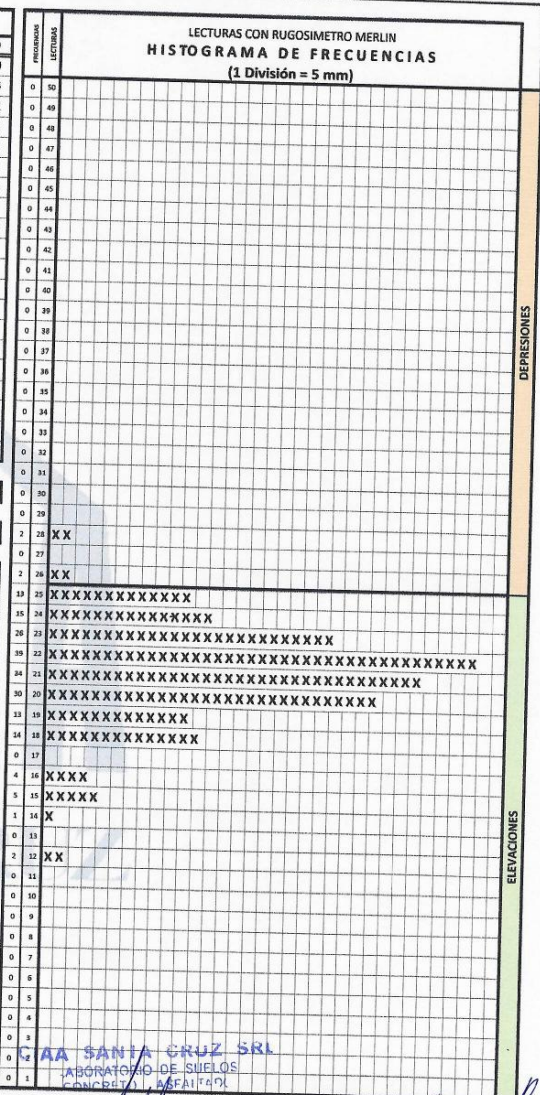 LECTURAS CON RUGOSIMETRO MERLIN
HISTOGRAMA DE FRECUENCIAS
(1 División = 5 mm)
FRECUENCIAS LECTURAS
0 50
0 49
0 48
0 47
0 46
0 45
0 44
0 43
0 42
0 41
0 40
0 39
0 38
0 37
0 36
0 35
0 34
0 33
0 32
0 31
0 30
0 29
2 28 XX
0 27
2 26 XX
DEPRESIONES
13 25 XXXXXXXXXXXXX
15 24 XXXXXXXXXXXXXXX
26 23 XXXXXXXXXXXXXXXXXXXXXXXXXX
39 22 XXXXXXXXXXXXXXXXXXXXXXXXXXXXXXXXXXXXXXX
34 21 XXXXXXXXXXXXXXXXXXXXXXXXXXXXXXXXXX
30 20 XXXXXXXXXXXXXXXXXXXXXXXXXXXXXX
13 19 XXXXXXXXXXXXX
14 18 XXXXXXXXXXXXXX
0 17
4 16 XXXX
5 15 XXXXX
1 14 X
0 13
2 12 XX
0 11
0 10
0 9
0 8
0 7
0 6
0 5
0 4
0 3
0 2
0 1
ELEVACIONES
AA SANTA CRUZ SRL
ABORATORIO DE SUELOS
CONCRETO